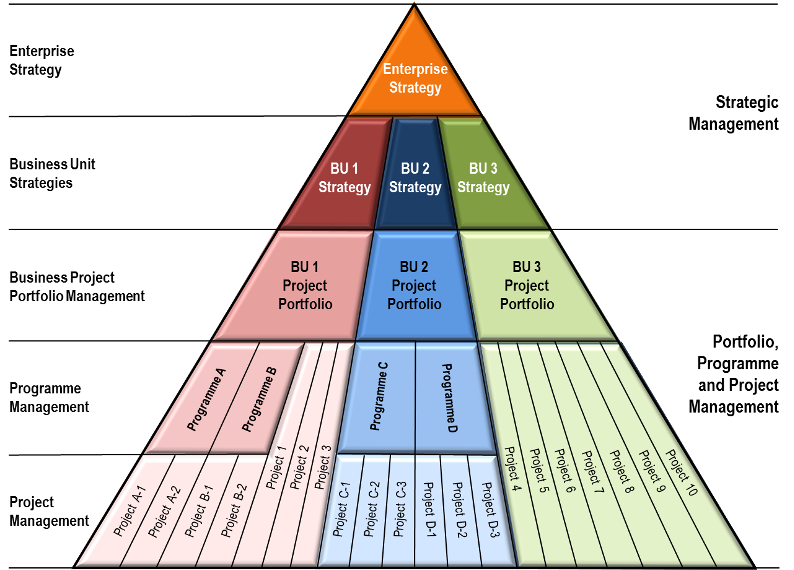 Enterprise
Strategy
Enterprise
Strategy
Strategic
Management
Business Unit
Strategies
BU 1
Strategy
BU 2
Strategy
BU 3
Strategy
Business Project
Portfolio Management
BU 1
Project
Portfolio
BU 2
Project
Portfolio
BU 3
Project
Portfolio
Portfolio,
Programme
and Project
Management
Programme
Management
Programme A
Programme B
Programme C
Programme D
Project
Management
Project A-1
Project A-2
Project B-1
Project B-2
Project 1
Project 2
Project 3
Project C-1
Project C-2
Project C-3
Project D-1
Project D-2
Project D-3
Project 4
Project 5
Project 6
Project 7
Project 8
Project 9
Project 10